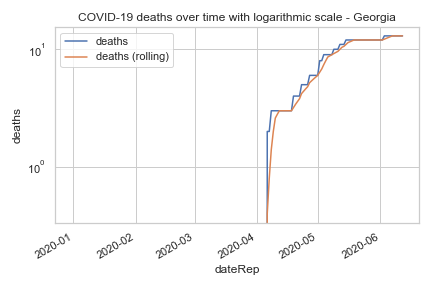 COVID-19 deaths over time with logarithmic scale - Georgia
deaths
deaths (rolling)
10¹
10⁰
deaths
2020-01
2020-02
2020-03
2020-04
2020-05
2020-06
dateRep